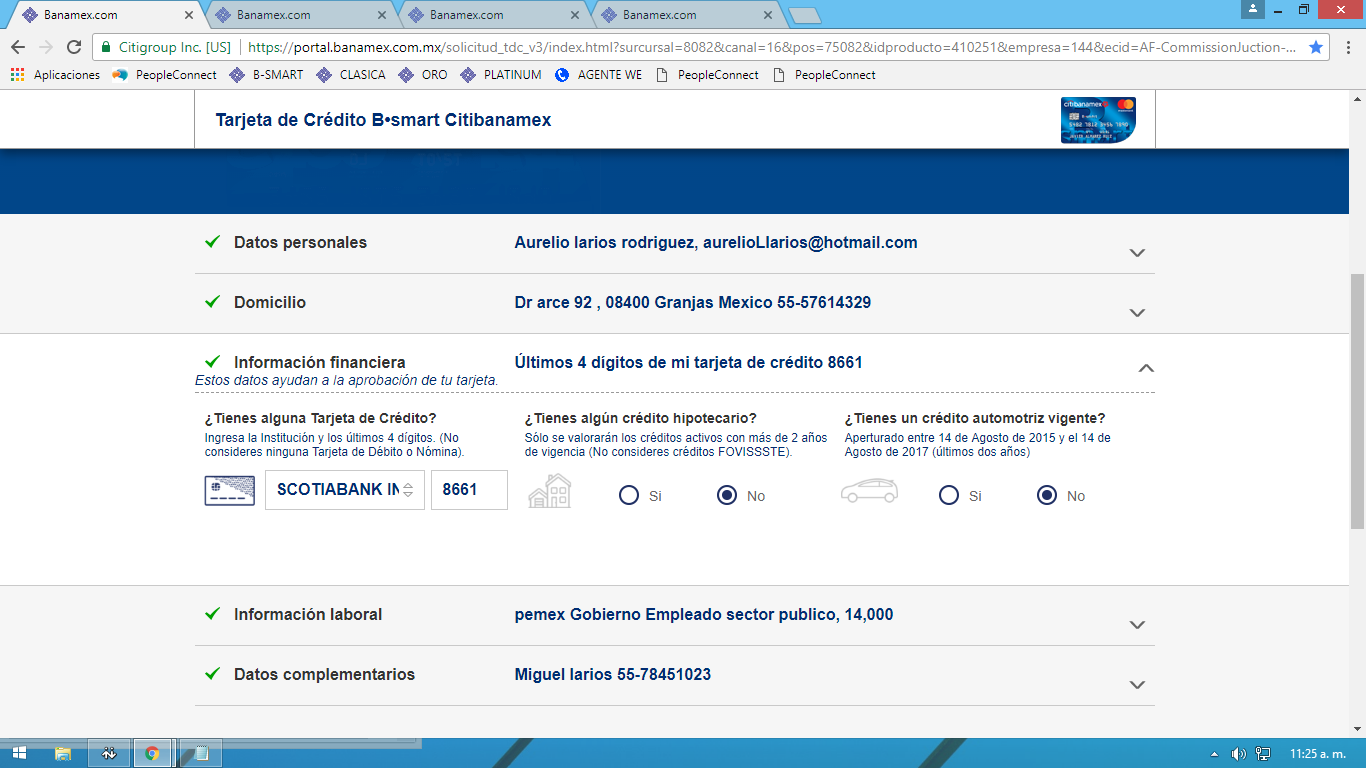 Banamex.com
Banamex.com
Banamex.com
Banamex.com
Citigroup Inc. [US]
https://portal.banamex.com.mx/solicitud_tdc_v3/index.html?surcursal=8082&canal=16&pos=75082&idproducto=410251&empresa=144&ecid=AF-CommissionJuction-...
Aplicaciones PeopleConnect B-SMART CLASICA ORO PLATINUM AGENTE WE PeopleConnect PeopleConnect
Tarjeta de Crédito B•smart Citibanamex
citibanamex
Datos personales Aurelio larios rodriguez, aurelioLlarios@hotmail.com
Domicilio Dr arce 92 , 08400 Granjas Mexico 55-57614329
Información financiera Últimos 4 dígitos de mi tarjeta de crédito 8661
Estos datos ayudan a la aprobación de tu tarjeta.
¿Tienes alguna Tarjeta de Crédito?
Ingresa la Institución y los últimos 4 dígitos. (No
consideres ninguna Tarjeta de Débito o Nómina).
SCOTIABANK IN 8661
¿Tienes algún crédito hipotecario?
Sólo se valorarán los créditos activos con más de 2 años
de vigencia (No consideres créditos FOVISSSTE).
Si No
¿Tienes un crédito automotriz vigente?
Aperturado entre 14 de Agosto de 2015 y el 14 de
Agosto de 2017 (últimos dos años)
Si No
Información laboral pemex Gobierno Empleado sector publico, 14,000
Datos complementarios Miguel larios 55-78451023
11:25 a. m.